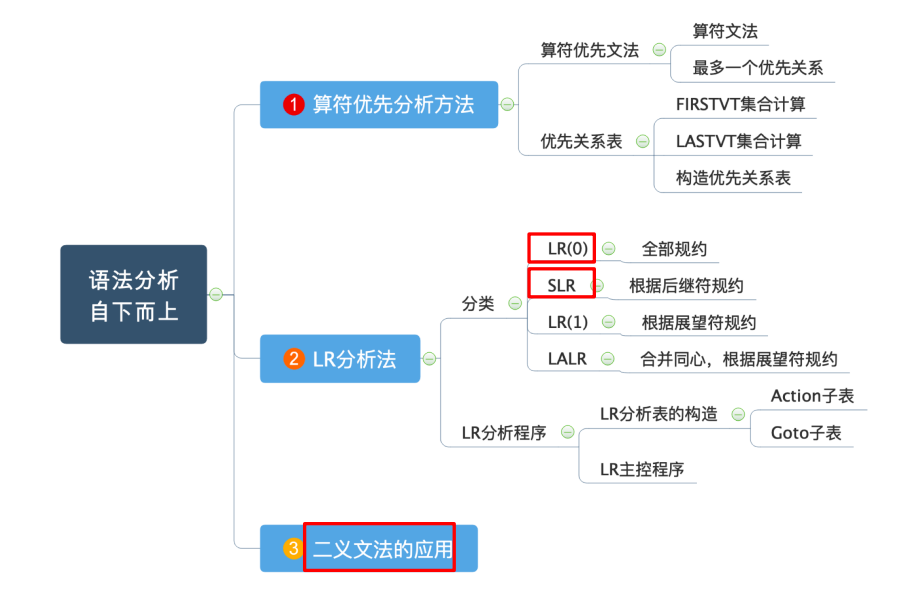 语法分析
自下而上
1 算符优先分析方法
算符优先文法
算符文法
最多一个优先关系
优先关系表
FIRSTVT集合计算
LASTVT集合计算
构造优先关系表
2 LR分析法
分类
LR(0)
全部规约
SLR
根据后继符规约
LR(1)
根据展望符规约
LALR
合并同心，根据展望符规约
LR分析程序
LR分析表的构造
Action子表
Goto子表
LR主控程序
3 二义文法的应用